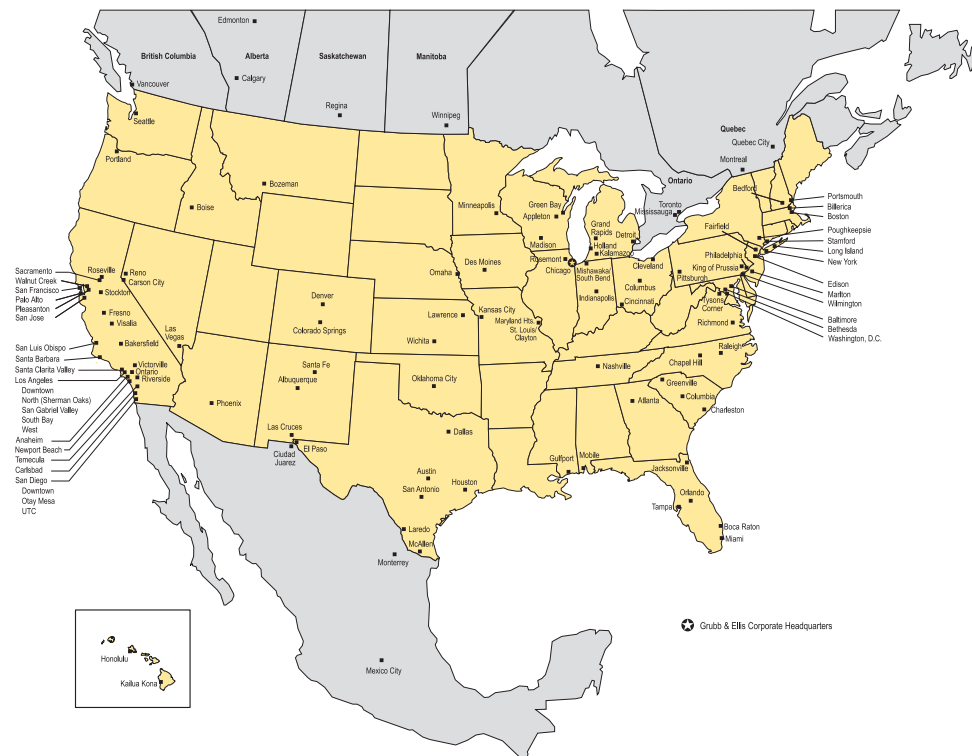 Edmonton
British Columbia
Alberta
Saskatchewan
Manitoba
Calgary
Vancouver
Regina
Winnipeg
Seattle
Quebec
Quebec City
Montreal
Portland
Ontario
Bozeman
Bedford
Boise
Toronto
Mississauga
Minneapolis
Green Bay
Appleton
Grand
Rapids
Fairfield
Portsmouth
Billerica
Boston
Madison
Detroit
Holland
Kalamazoo
Poughkeepsie
Stamford
Long Island
New York
Rosemont
Chicago
Mishawaka/
South Bend
Cleveland
Philadelphia
King of Prussia
Pittsburgh
Sacramento
Walnut Creek
San Francisco
Palo Alto
Pleasanton
San Jose
Roseville
Reno
Carson City
Stockton
Omaha
Des Moines
Indianapolis
Columbus
Cincinnati
Tysons
Corner
Edison
Marlton
Wilmington
Baltimore
Bethesda
Washington, D.C.
Denver
Colorado Springs
Lawrence
Kansas City
Maryland Hts.
St. Louis/
Clayton
Richmond
Fresno
Visalia
Las
Vegas
Wichita
Raleigh
Chapel Hill
San Luis Obispo
Santa Barbara
Santa Clarita Valley
Los Angeles
Downtown
North (Sherman Oaks)
San Gabriel Valley
South Bay
West
Anaheim
Newport Beach
Temecula
Carlsbad
San Diego
Downtown
Otay Mesa
UTC
Bakersfield
Victorville
Ontario
Riverside
Santa Fe
Albuquerque
Oklahoma City
Nashville
Greenville
Columbia
Charleston
Atlanta
Phoenix
Las Cruces
El Paso
Ciudad
Juarez
Dallas
Austin
San Antonio
Houston
Gulfport
Mobile
Jacksonville
Orlando
Tampa
Boca Raton
Miami
Laredo
McAllen
Monterrey
Mexico City
Honolulu
Kailua Kona
Grubb & Ellis Corporate Headquarters